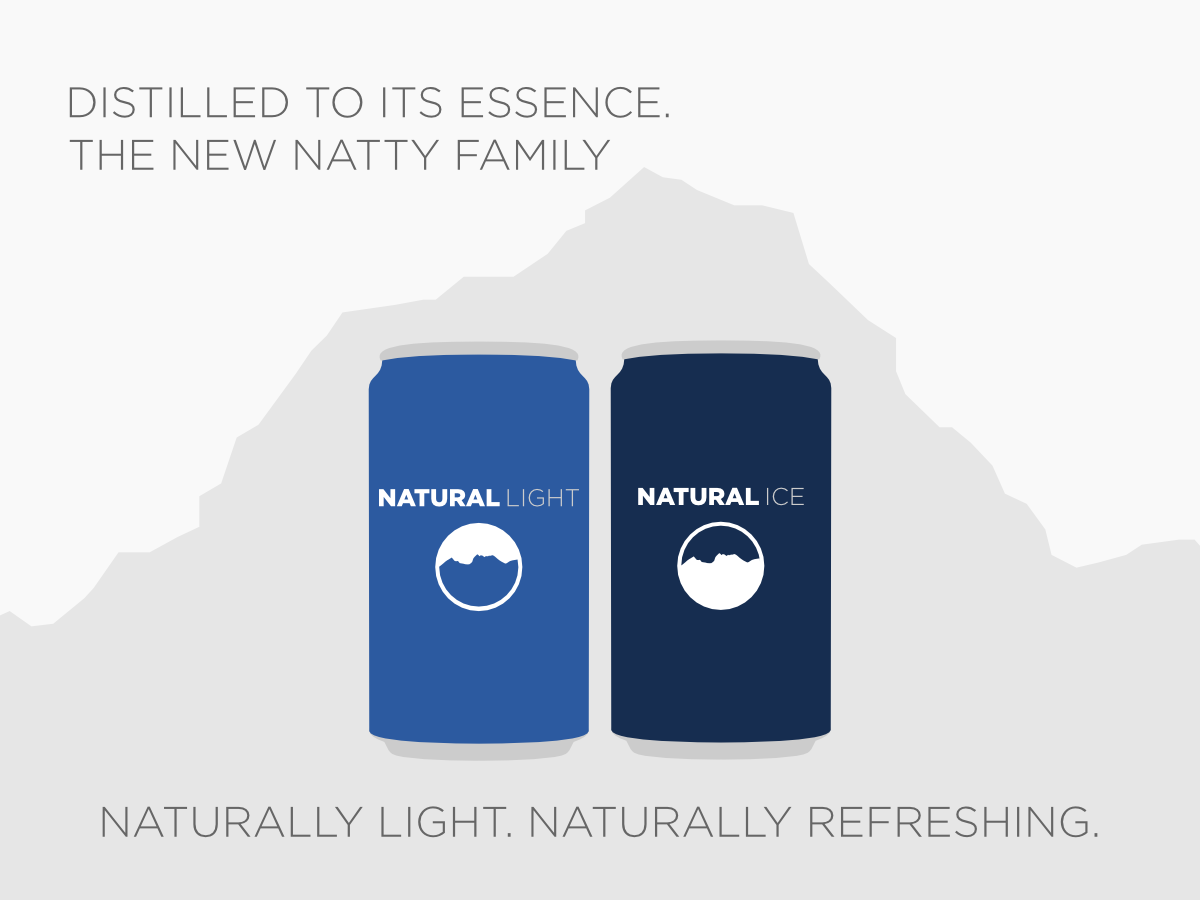 DISTILLED TO ITS ESSENCE.
THE NEW NATTY FAMILY
NATURAL LIGHT
NATURAL ICE
NATURALLY LIGHT. NATURALLY REFRESHING.